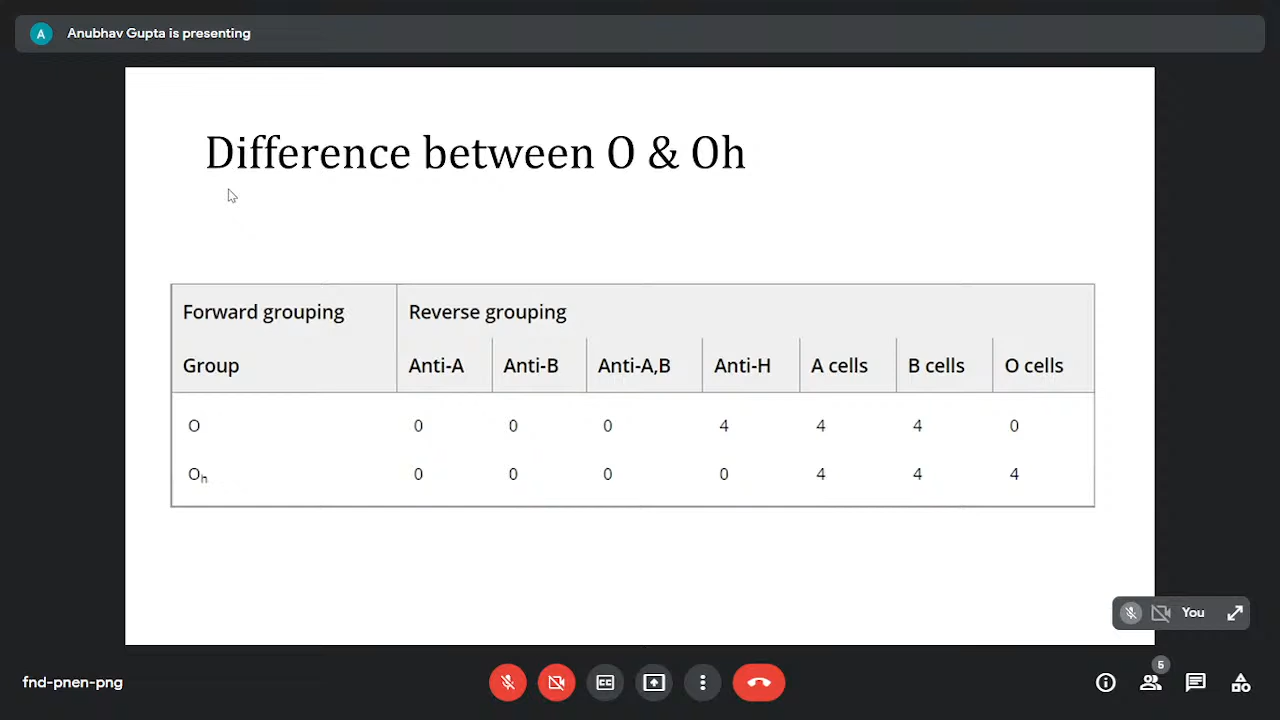 A
Anubhav Gupta is presenting
Difference between O & Oh
Forward grouping Reverse grouping
Group Anti-A Anti-B Anti-A,B Anti-H A cells B cells O cells
O 0 0 0 4 4 4 0
Oh 0 0 0 0 4 4 4
You
5
fnd-pnen-png
CC